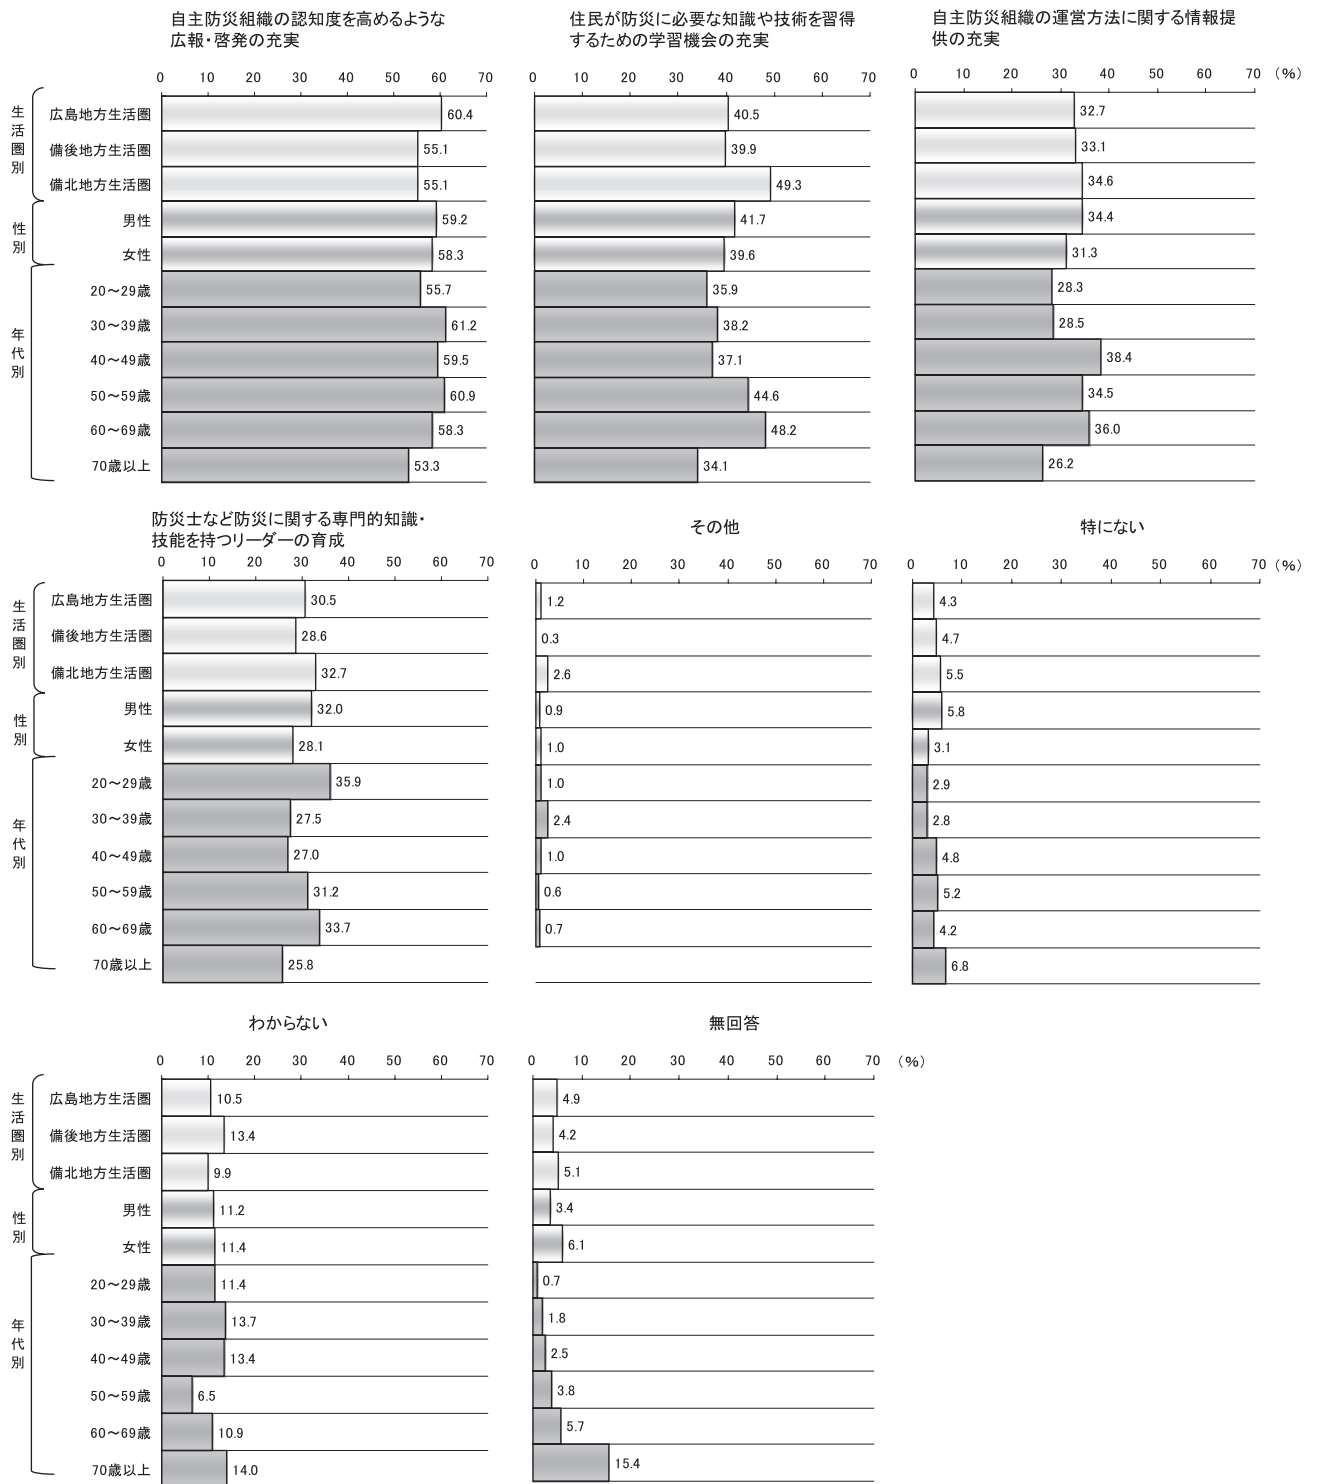 自主防災組織の認知度を高めるような
広報・啓発の充実
住民が防災に必要な知識や技術を習得
するための学習機会の充実
自主防災組織の運営方法に関する情報提
供の充実
0 10 20 30 40 50 60 70
0 10 20 30 40 50 60 70
0 10 20 30 40 50 60 70 (%)
生活圏別
広島地方生活圏 60.4 40.5 32.7
備後地方生活圏 55.1 39.9 33.1
備北地方生活圏 55.1 49.3 34.6
性別
男性 59.2 41.7 34.4
女性 58.3 39.6 31.3
年代別
20～29歳 55.7 35.9 28.3
30～39歳 61.2 38.2 28.5
40～49歳 59.5 37.1 38.4
50～59歳 60.9 44.6 34.5
60～69歳 58.3 48.2 36.0
70歳以上 53.3 34.1 26.2
防災士など防災に関する専門的知識・
技能を持つリーダーの育成
その他
特にない
0 10 20 30 40 50 60 70
0 10 20 30 40 50 60 70
0 10 20 30 40 50 60 70 (%)
生活圏別
広島地方生活圏 30.5 1.2 4.3
備後地方生活圏 28.6 0.3 4.7
備北地方生活圏 32.7 2.6 5.5
性別
男性 32.0 0.9 5.8
女性 28.1 1.0 3.1
年代別
20～29歳 35.9 1.0 2.9
30～39歳 27.5 2.4 2.8
40～49歳 27.0 1.0 4.8
50～59歳 31.2 0.6 5.2
60～69歳 33.7 0.7 4.2
70歳以上 25.8 6.8
わからない
無回答
0 10 20 30 40 50 60 70
0 10 20 30 40 50 60 70 (%)
生活圏別
広島地方生活圏 10.5 4.9
備後地方生活圏 13.4 4.2
備北地方生活圏 9.9 5.1
性別
男性 11.2 3.4
女性 11.4 6.1
年代別
20～29歳 11.4 0.7
30～39歳 13.7 1.8
40～49歳 13.4 2.5
50～59歳 6.5 3.8
60～69歳 10.9 5.7
70歳以上 14.0 15.4